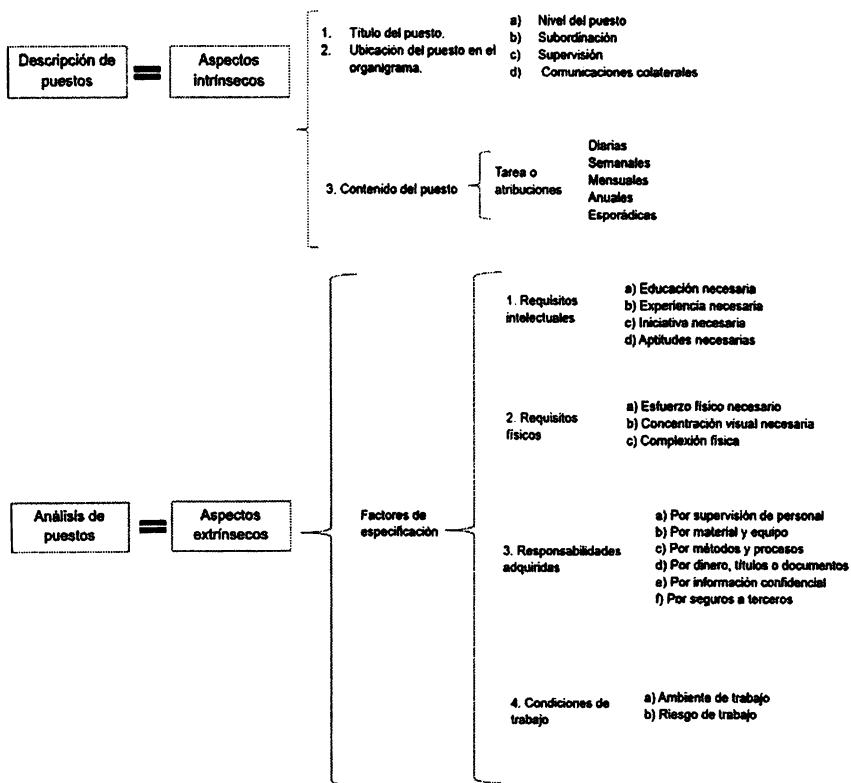 Descripción de
puestos
Aspectos
intrínsecos
1. Título del puesto.
2. Ubicación del puesto en el
organigrama.
a) Nivel del puesto
b) Subordinación
c) Supervisión
d) Comunicaciones colaterales
3. Contenido del puesto
Tarea o
atribuciones
Diarias
Semanales
Mensuales
Anuales
Esporádicas
Análisis de
puestos
Aspectos
extrínsecos
Factores de
especificación
1. Requisitos
intelectuales
a) Educación necesaria
b) Experiencia necesaria
c) Iniciativa necesaria
d) Aptitudes necesarias
2. Requisitos
físicos
a) Esfuerzo físico necesario
b) Concentración visual necesaria
c) Complexión física
3. Responsabilidades
adquiridas
a) Por supervisión de personal
b) Por material y equipo
c) Por métodos y procesos
d) Por dinero, títulos o documentos
e) Por información confidencial
f) Por seguros a terceros
4. Condiciones de
trabajo
a) Ambiente de trabajo
b) Riesgo de trabajo